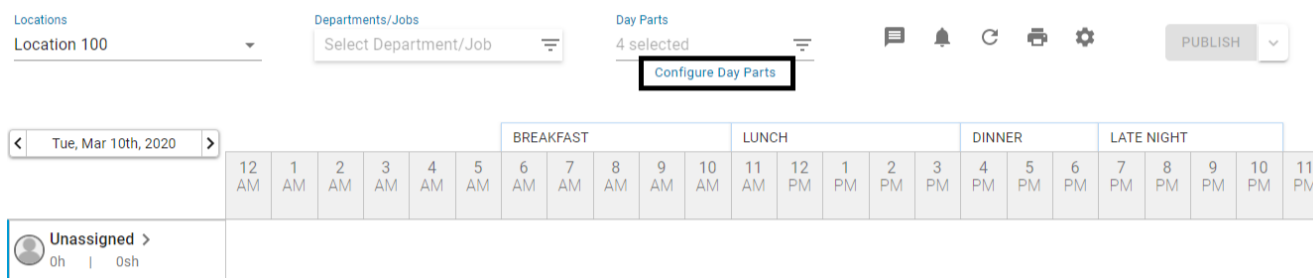 Locations
Departments/Jobs
Day Parts
Location 100
Select Department/Job
4 selected
PUBLISH
Configure Day Parts
Tue, Mar 10th, 2020
BREAKFAST
LUNCH
DINNER
LATE NIGHT
12 AM
1 AM
2 AM
3 AM
4 AM
5 AM
6 AM
7 AM
8 AM
9 AM
10 AM
11 AM
12 PM
1 PM
2 PM
3 PM
4 PM
5 PM
6 PM
7 PM
8 PM
9 PM
10 PM
11 PM
Unassigned >
0h | 0sh